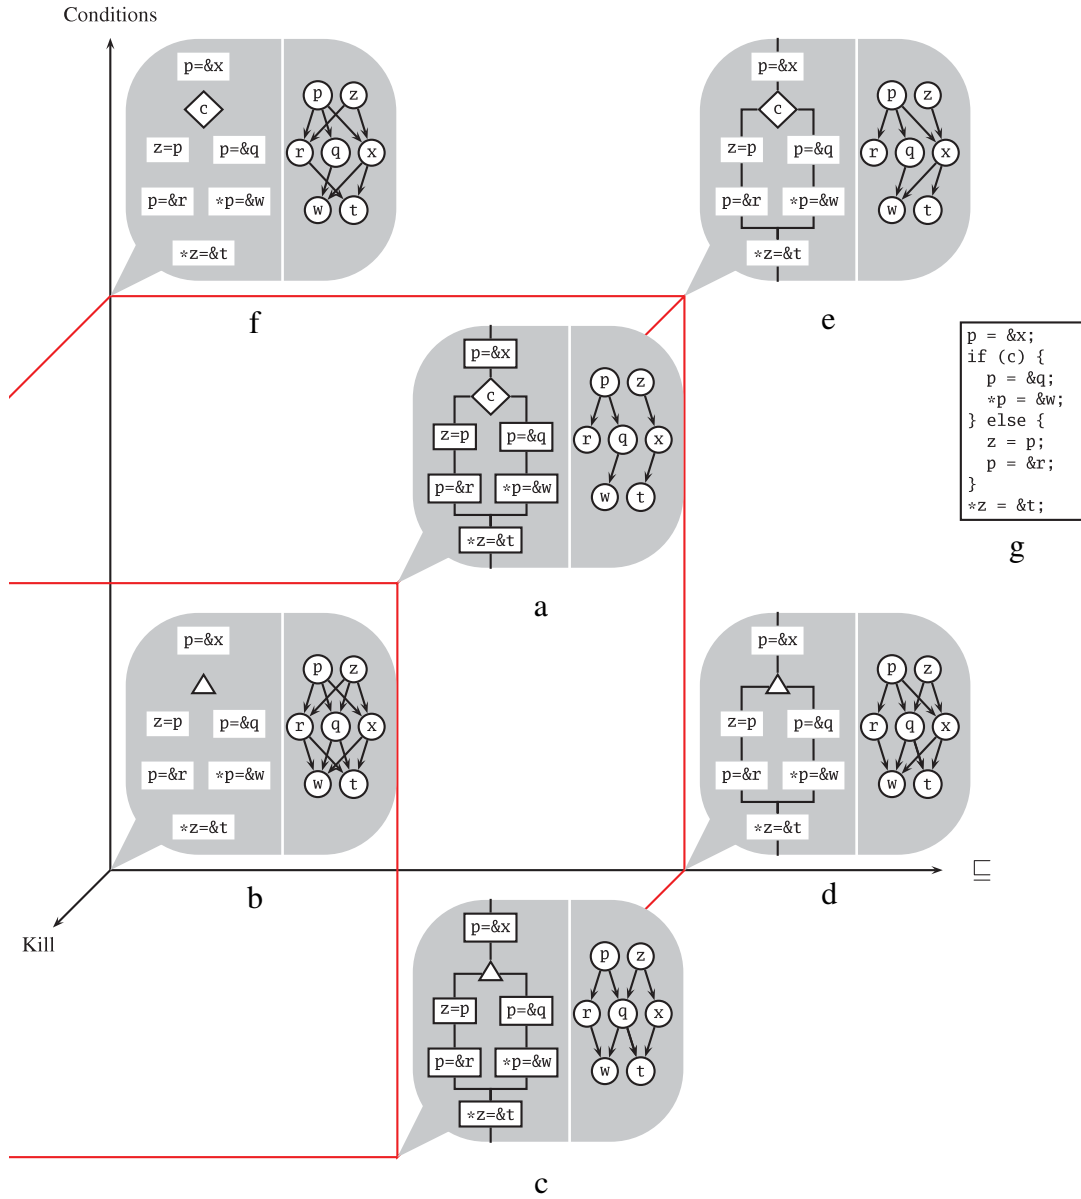 Conditions
p=&x
c
z=p
p=&q
p=&r
*p=&w
*z=&t
p
z
r
q
x
w
t
f
p=&x
c
z=p
p=&q
p=&r
*p=&w
*z=&t
p
z
r
q
x
w
t
e
p=&x
c
z=p
p=&q
p=&r
*p=&w
*z=&t
p
z
r
q
x
w
t
a
p = &x;
if (c) {
p = &q;
*p = &w;
} else {
z = p;
p = &r;
}
*z = &t;
g
p=&x
z=p
p=&q
p=&r
*p=&w
*z=&t
p
z
r
q
x
w
t
b
p=&x
z=p
p=&q
p=&r
*p=&w
*z=&t
p
z
r
q
x
w
t
d
⊑
Kill
p=&x
z=p
p=&q
p=&r
*p=&w
*z=&t
p
z
r
q
x
w
t
c